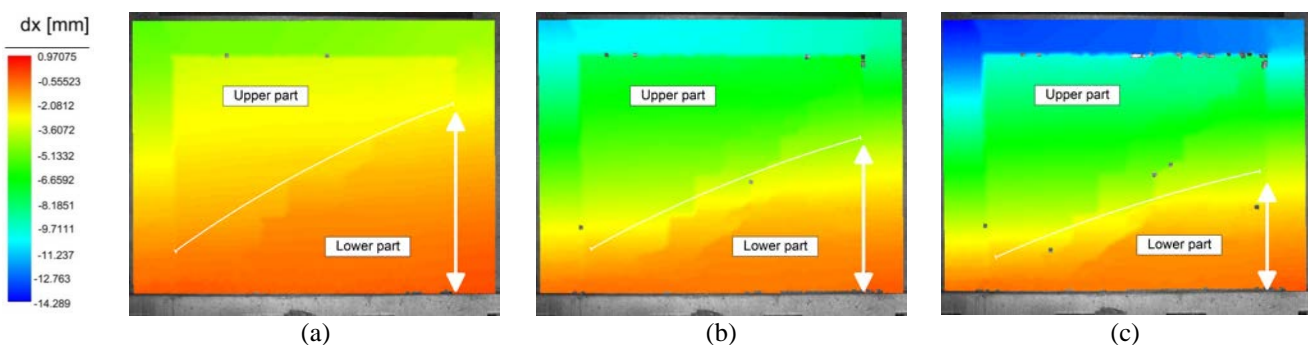 dx [mm]
0.97075
-0.55523
-2.0812
-3.6072
-5.1332
-6.6592
-8.1851
-9.7111
-11.237
-12.763
-14.289
Upper part
Lower part
(a)
Upper part
Lower part
(b)
Upper part
Lower part
(c)